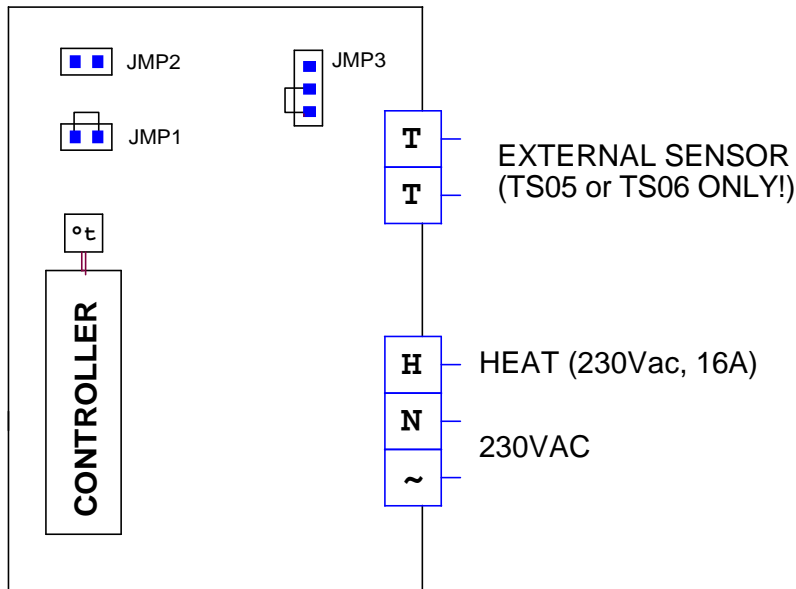 JMP2
JMP3
JMP1
T
EXTERNAL SENSOR
(TS05 or TS06 ONLY!)
T
°t
CONTROLLER
H
HEAT (230Vac, 16A)
N
230VAC
~